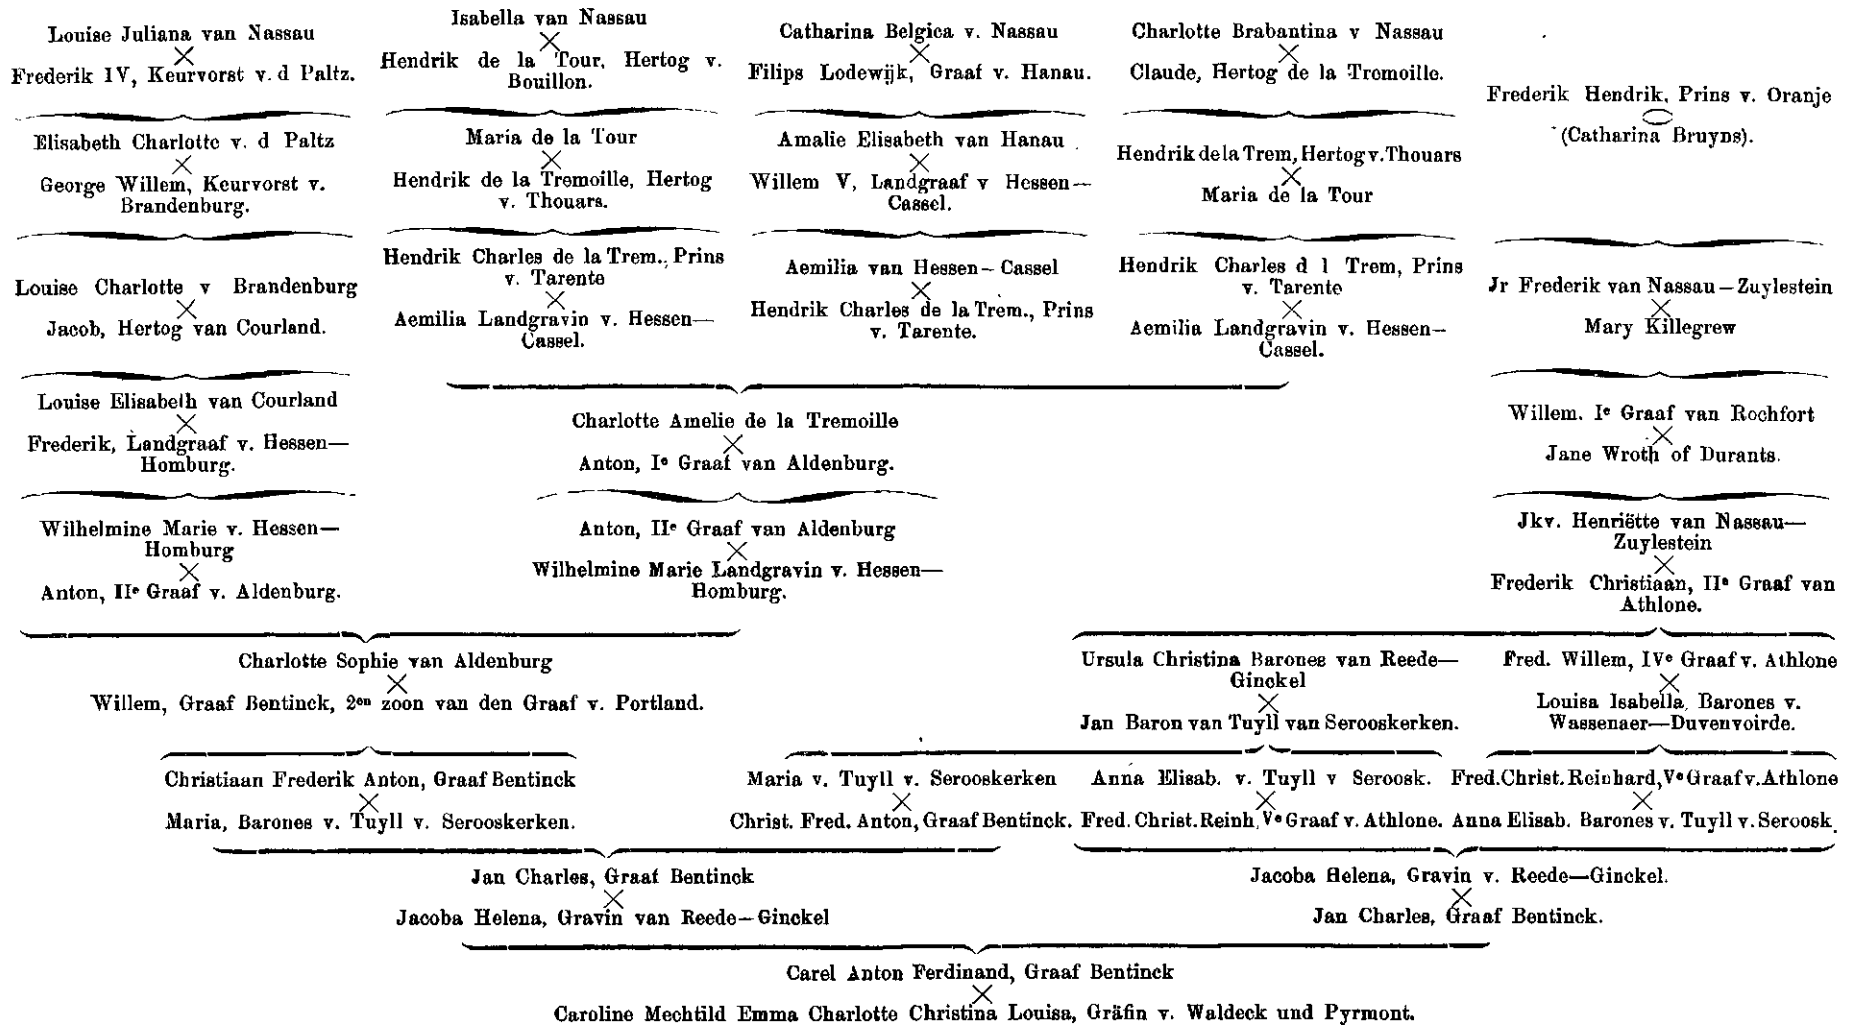 Louise Juliana van Nassau
Frederik IV, Keurvorst v. d Paltz.
Isabella van Nassau
Hendrik de la Tour, Hertog v.
Bouillon.
Catharina Belgica v. Nassau
Filips Lodewijk, Graaf v. Hanau.
Charlotte Brabantina v Nassau
Claude, Hertog de la Tremoille.
Frederik Hendrik, Prins v. Oranje
(Catharina Bruyns).
Elisabeth Charlotte v. d Paltz
George Willem, Keurvorst v.
Brandenburg.
Maria de la Tour
Hendrik de la Tremoille, Hertog
v. Thouars.
Amalie Elisabeth van Hanau
Willem V, Landgraaf v Hessen—
Cassel.
Hendrik de la Trem, Hertog v. Thouars
Maria de la Tour
Louise Charlotte v Brandenburg
Jacob, Hertog van Courland.
Hendrik Charles de la Trem., Prins
v. Tarente
Aemilia Landgravin v. Hessen—
Cassel.
Aemilia van Hessen—Cassel
Hendrik Charles de la Trem., Prins
v. Tarente.
Hendrik Charles d l Trem, Prins
v. Tarente
Aemilia Landgravin v. Hessen—
Cassel.
Jr Frederik van Nassau—Zuylestein
Mary Killegrew
Louise Elisabeth van Courland
Frederik, Landgraaf v. Hessen—
Homburg.
Charlotte Amelie de la Tremoille
Anton, Ie Graaf van Aldenburg.
Willem. Ie Graaf van Rochfort
Jane Wroth of Durants.
Wilhelmine Marie v. Hessen—
Homburg
Anton, IIe Graaf v. Aldenburg.
Anton, IIe Graaf van Aldenburg
Wilhelmine Marie Landgravin v. Hessen—
Homburg.
Jkv. Henriëtte van Nassau—
Zuylestein
Frederik Christiaan, IIe Graaf van
Athlone.
Charlotte Sophie van Aldenburg
Willem, Graaf Bentinck, 2en zoon van den Graaf v. Portland.
Ursula Christina Barones van Reede—
Ginckel
Jan Baron van Tuyll van Serooskerken.
Fred. Willem, IVe Graaf v. Athlone
Louisa Isabella, Barones v.
Wassenaer—Duvenvoirde.
Christiaan Frederik Anton, Graaf Bentinck
Maria, Barones v. Tuyll v. Serooskerken.
Maria v. Tuyll v. Serooskerken
Christ. Fred. Anton, Graaf Bentinck.
Anna Elisab. v. Tuyll v Seroosk.
Fred. Christ. Reinh, Ve Graaf v. Athlone.
Fred. Christ. Reinhard, Ve Graaf v. Athlone
Anna Elisab. Barones v. Tuyll v. Seroosk.
Jan Charles, Graaf Bentinck
Jacoba Helena, Gravin van Reede—Ginckel
Jacoba Helena, Gravin v. Reede—Ginckel.
Jan Charles, Graaf Bentinck.
Carel Anton Ferdinand, Graaf Bentinck
Caroline Mechtild Emma Charlotte Christina Louisa, Gräfin v. Waldeck und Pyrmont.